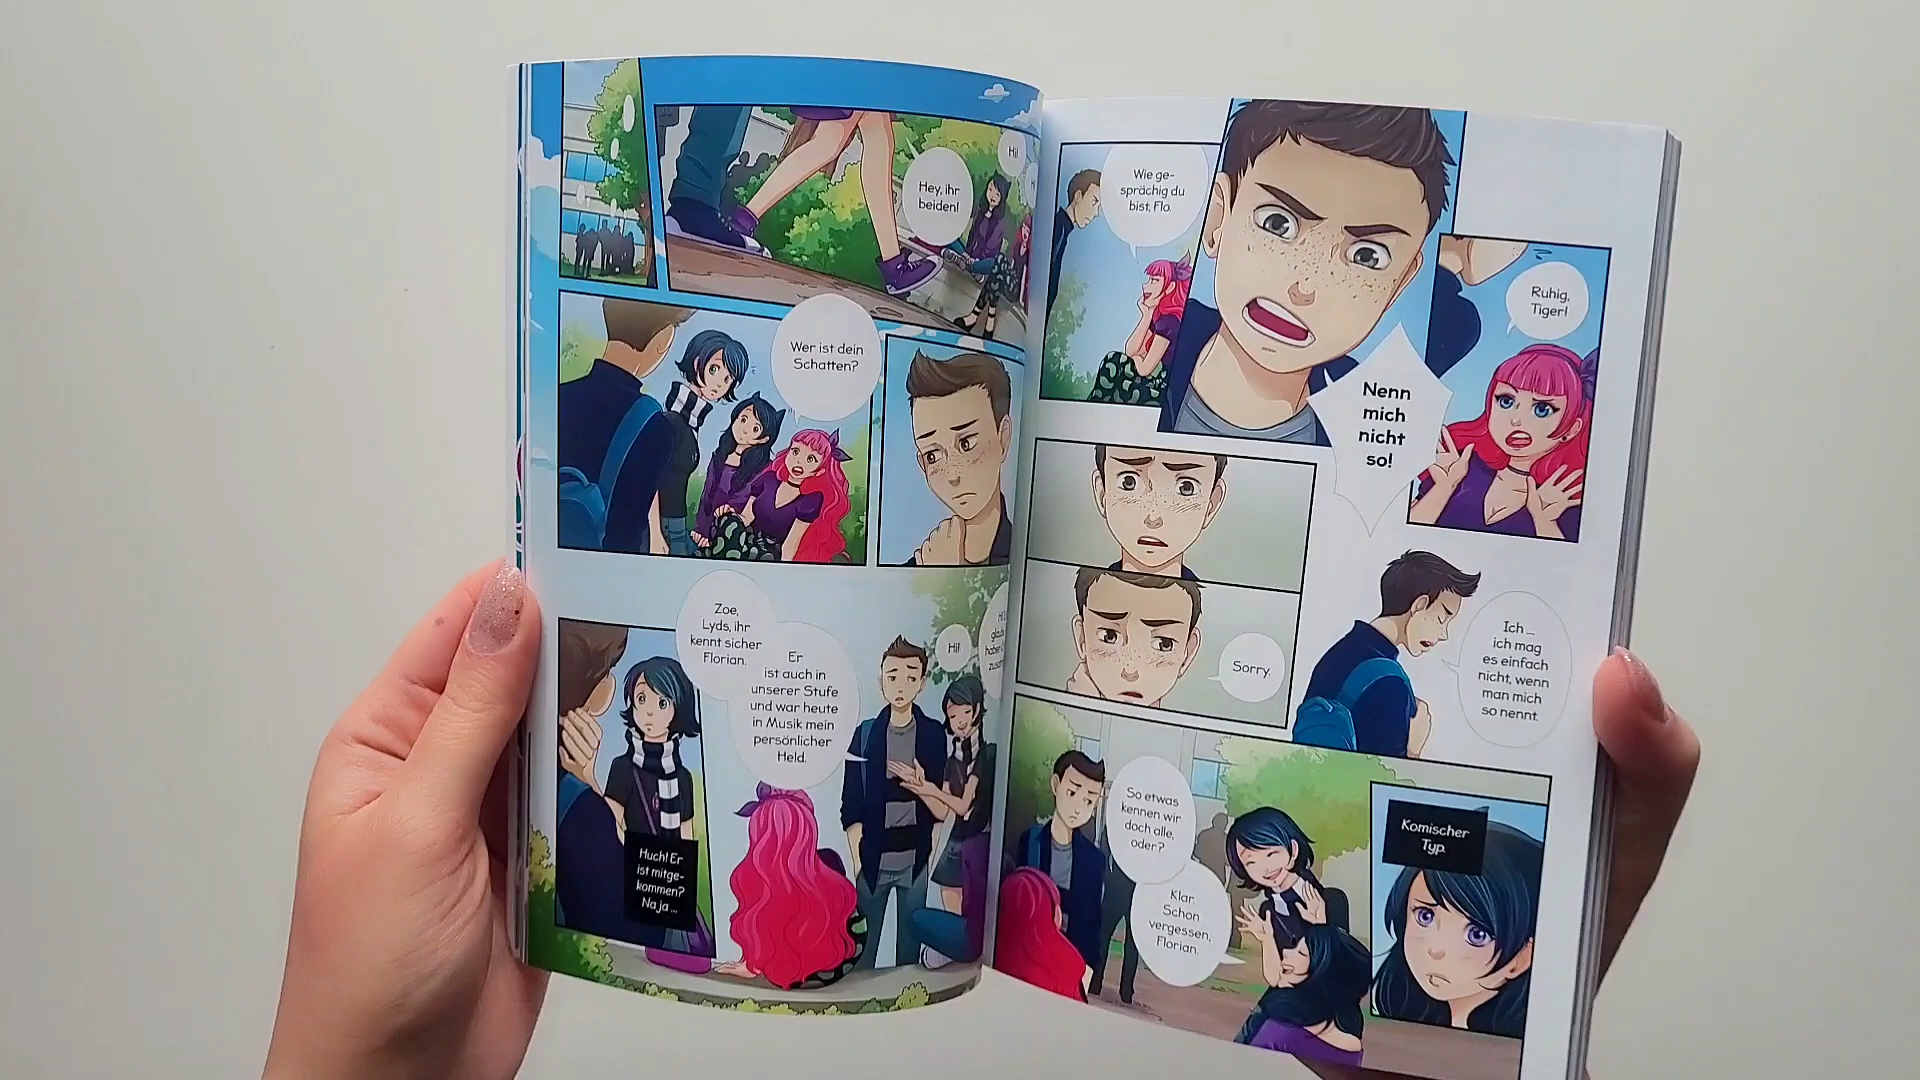 Hey, ihr
beiden!
Hi!
Wer ist dein
Schatten?
Huch! Er
ist mitge-
kommen?
Na ja ...
Zoe,
Lyds, ihr
kennt sicher
Florian.
Er
ist auch in
unserer Stufe
und war heute
in Musik mein
persönlicher
Held.
Hi!
Wie ge-
sprächig du
bist, Flo.
Nenn
mich
nicht
so!
Ruhig,
Tiger!
Sorry.
Ich ...
ich mag
es einfach
nicht, wenn
man mich
so nennt.
So etwas
kennen wir
doch alle,
oder?
Klar.
Schon
vergessen,
Florian.
Komischer
Typ.